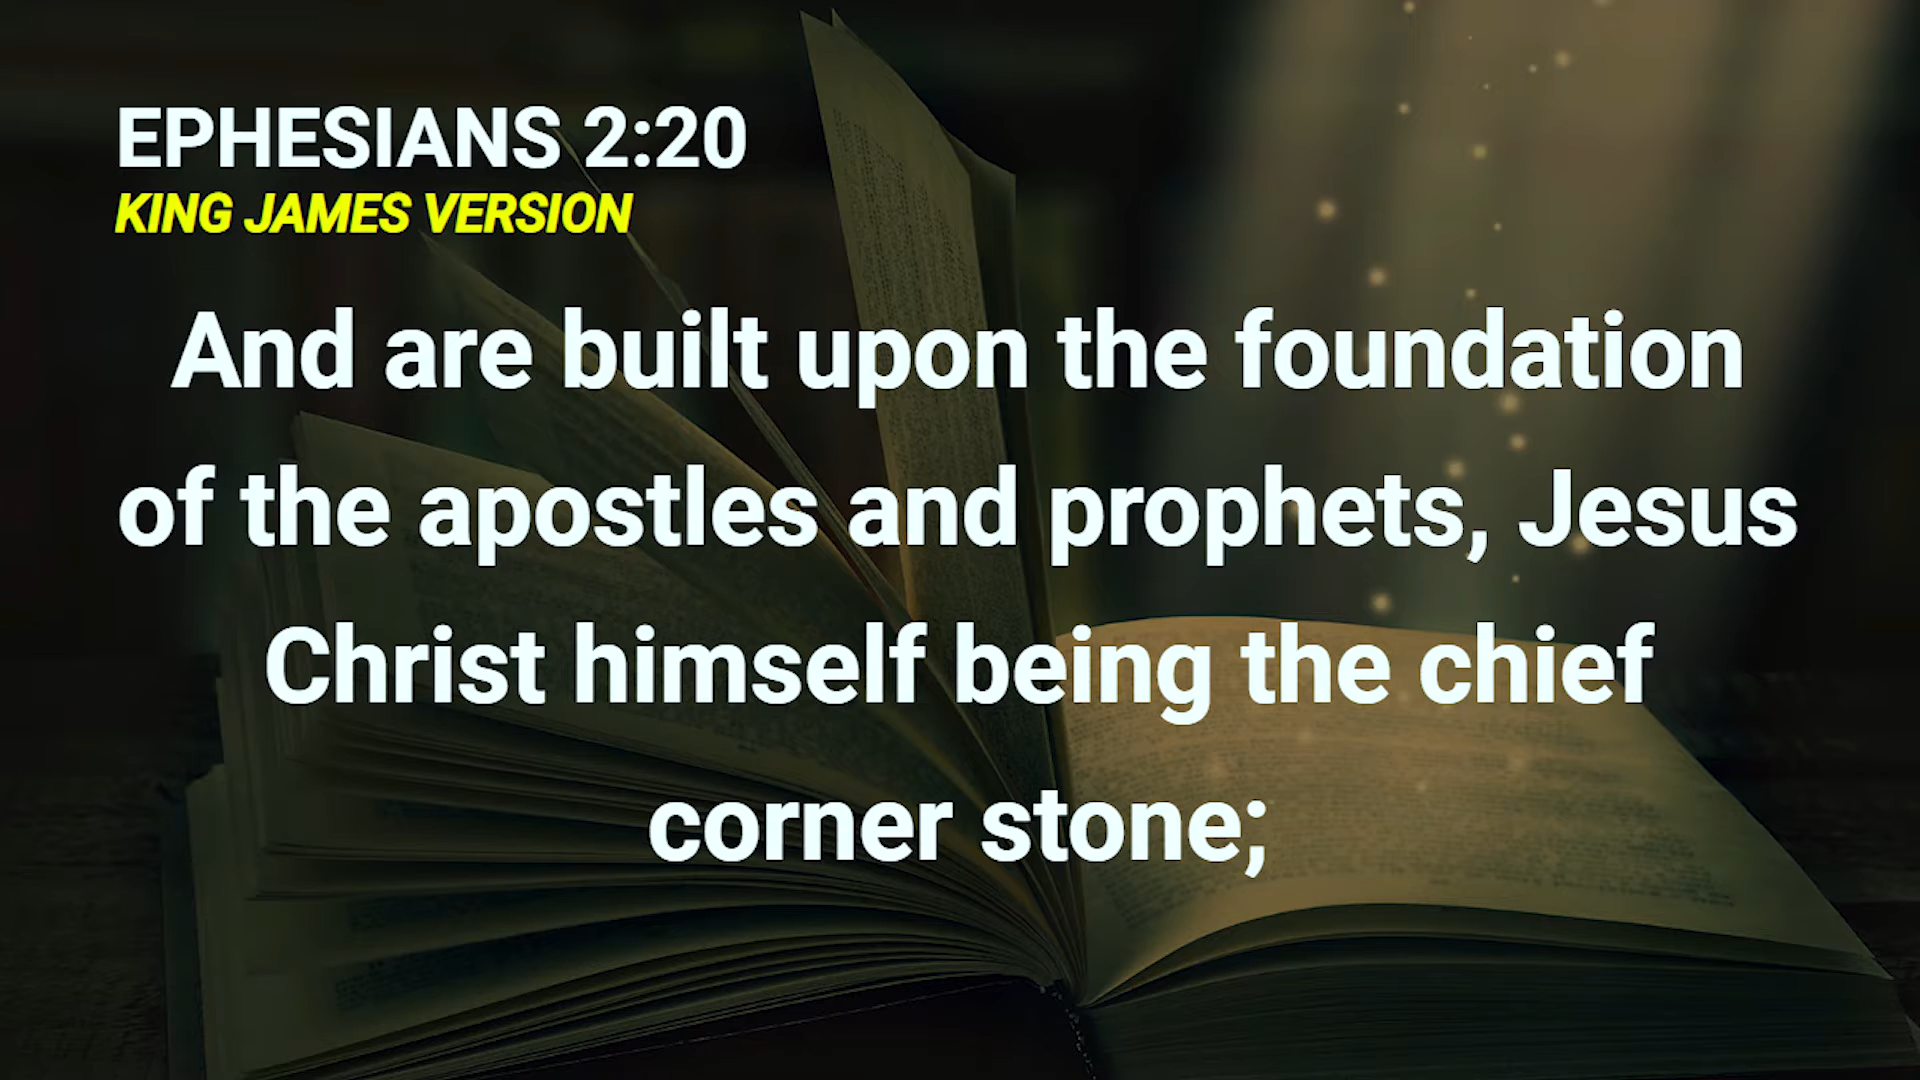 EPHESIANS 2:20
KING JAMES VERSION
And are built upon the foundation
of the apostles and prophets, Jesus
Christ himself being the chief
corner stone;